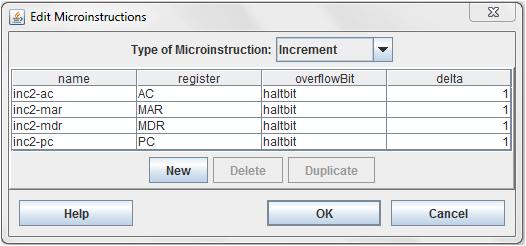 Edit Microinstructions
Type of Microinstruction: Increment
name register overflowBit delta
inc2-ac AC haltbit 1
inc2-mar MAR haltbit 1
inc2-mdr MDR haltbit 1
inc2-pc PC haltbit 1
New Delete Duplicate
Help OK Cancel